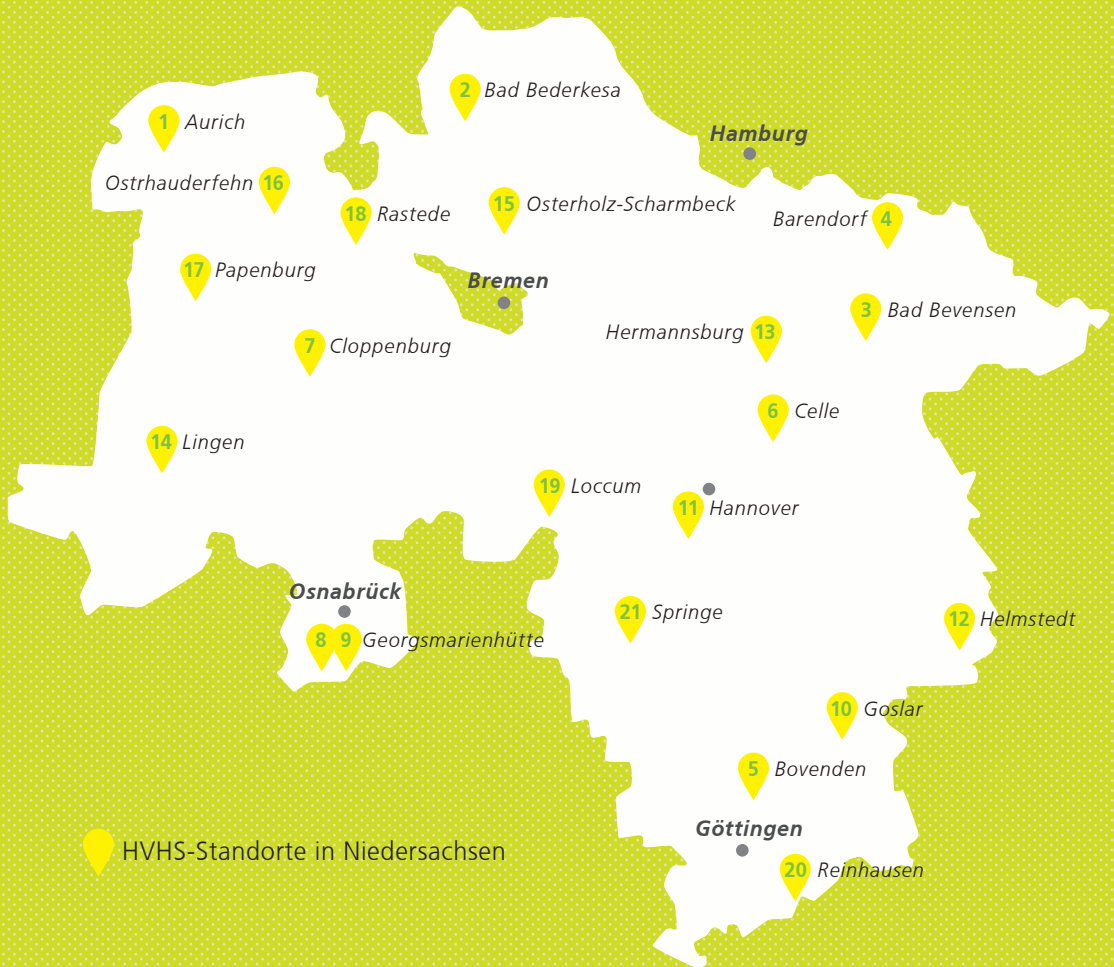 2 Bad Bederkesa
1 Aurich
Hamburg
Ostrhauderfehn 16
15 Osterholz-Scharmbeck
18 Rastede
Barendorf 4
17 Papenburg
Bremen
3 Bad Bevensen
Hermannsburg 13
7 Cloppenburg
6 Celle
14 Lingen
19 Loccum
11 Hannover
Osnabrück
21 Springe
12 Helmstedt
8 9 Georgsmarienhütte
10 Goslar
5 Bovenden
Göttingen
HVHS-Standorte in Niedersachsen
20 Reinhausen